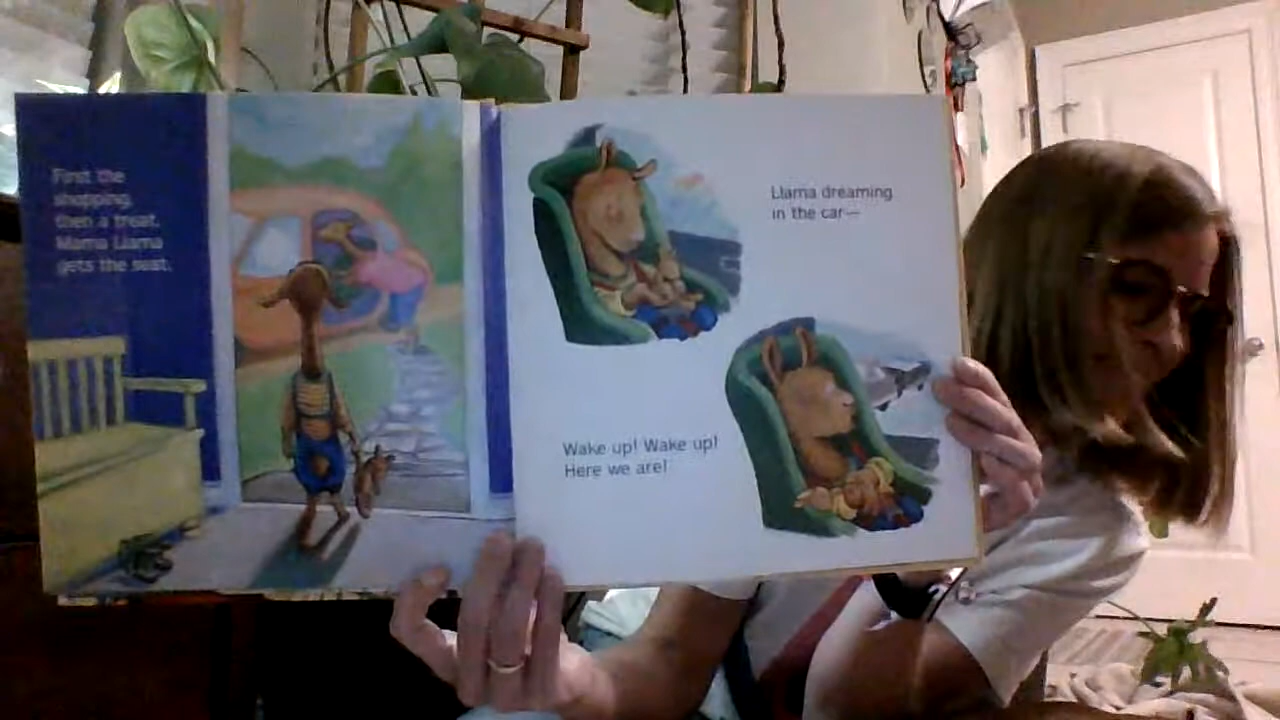 First the
shopping,
then a treat.
Mama Llama
gets the seat.
Llama dreaming
in the car—
Wake up! Wake up!
Here we are!